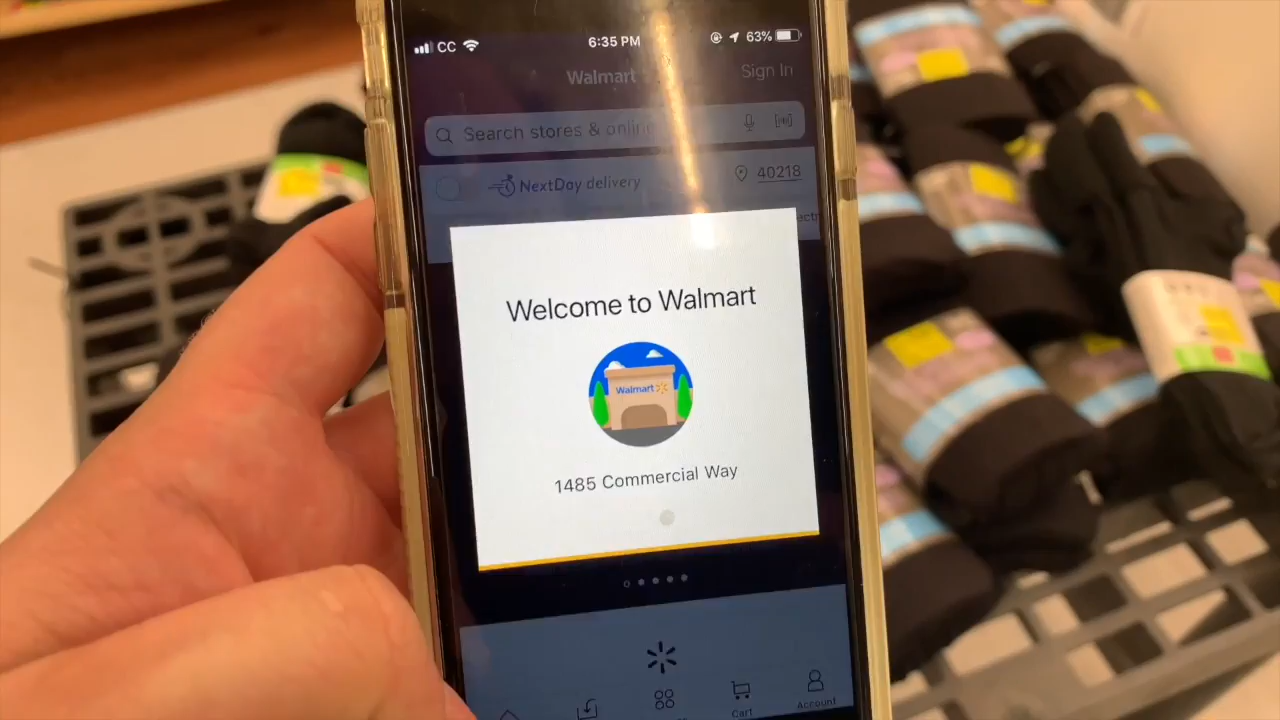 CC 6:35 PM 63%
Walmart Sign In
Search stores & onlin
NextDay delivery 40218
ectr
Welcome to Walmart
Walmart
1485 Commercial Way
Cart
Account